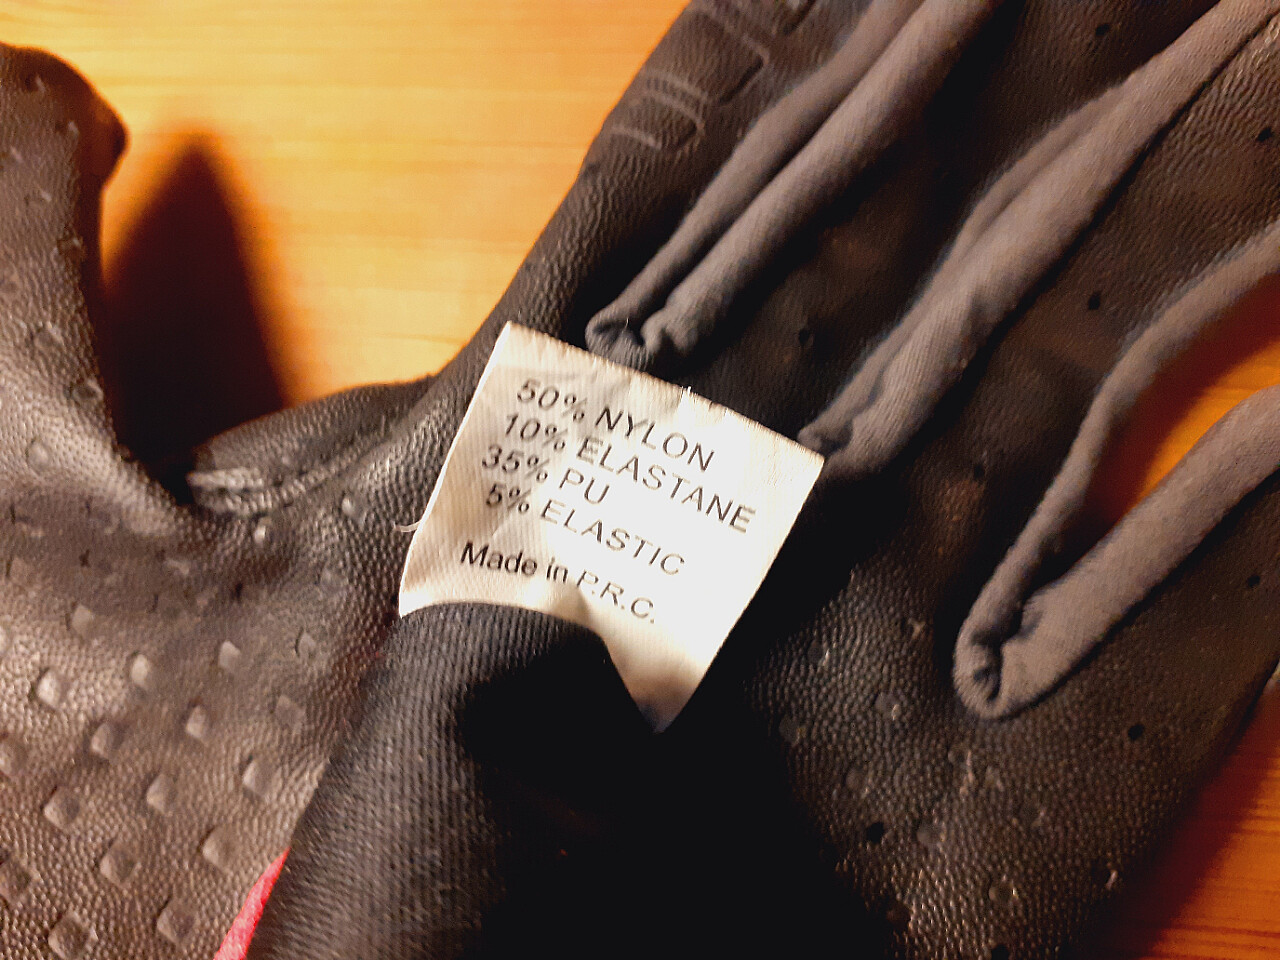 50% NYLON
10% ELASTANE
35% PU
5% ELASTIC
Made in P.R.C.